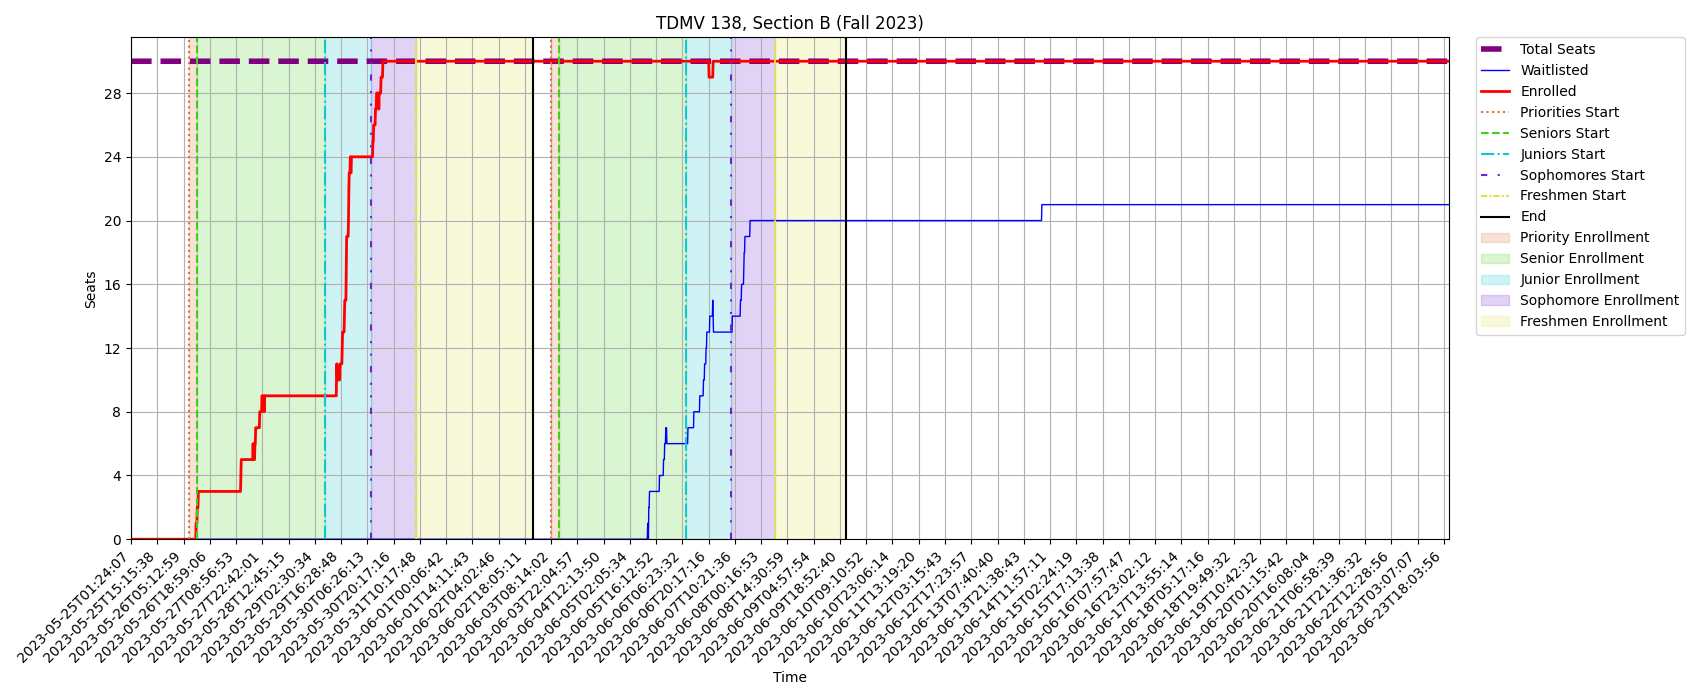 TDMV 138, Section B (Fall 2023)
Seats
28
24
20
16
12
8
4
0
2023-05-25T01:24:07
2023-05-25T15:15:38
2023-05-26T05:12:59
2023-05-26T18:59:06
2023-05-27T08:56:53
2023-05-27T22:42:01
2023-05-28T12:45:15
2023-05-29T02:30:34
2023-05-29T16:28:48
2023-05-30T06:26:13
2023-05-30T20:17:16
2023-05-31T10:17:48
2023-06-01T00:06:42
2023-06-01T14:11:43
2023-06-02T04:02:46
2023-06-02T18:05:11
2023-06-03T08:14:02
2023-06-03T22:04:57
2023-06-04T12:13:50
2023-06-05T02:05:34
2023-06-05T16:12:52
2023-06-06T06:23:32
2023-06-06T20:17:16
2023-06-07T10:21:36
2023-06-08T00:16:53
2023-06-08T14:30:59
2023-06-09T04:57:54
2023-06-09T18:52:40
2023-06-10T09:10:52
2023-06-10T23:06:14
2023-06-11T13:19:20
2023-06-12T03:15:43
2023-06-12T17:23:57
2023-06-13T07:40:40
2023-06-13T21:38:43
2023-06-14T11:57:11
2023-06-15T02:24:19
2023-06-15T17:13:38
2023-06-16T07:57:47
2023-06-16T23:02:12
2023-06-17T13:55:14
2023-06-18T05:17:16
2023-06-18T19:49:32
2023-06-19T10:42:32
2023-06-20T01:15:42
2023-06-20T16:08:04
2023-06-21T06:58:39
2023-06-21T21:36:32
2023-06-22T12:28:56
2023-06-23T03:07:07
2023-06-23T18:03:56
Time
Total Seats
Waitlisted
Enrolled
Priorities Start
Seniors Start
Juniors Start
Sophomores Start
Freshmen Start
End
Priority Enrollment
Senior Enrollment
Junior Enrollment
Sophomore Enrollment
Freshmen Enrollment